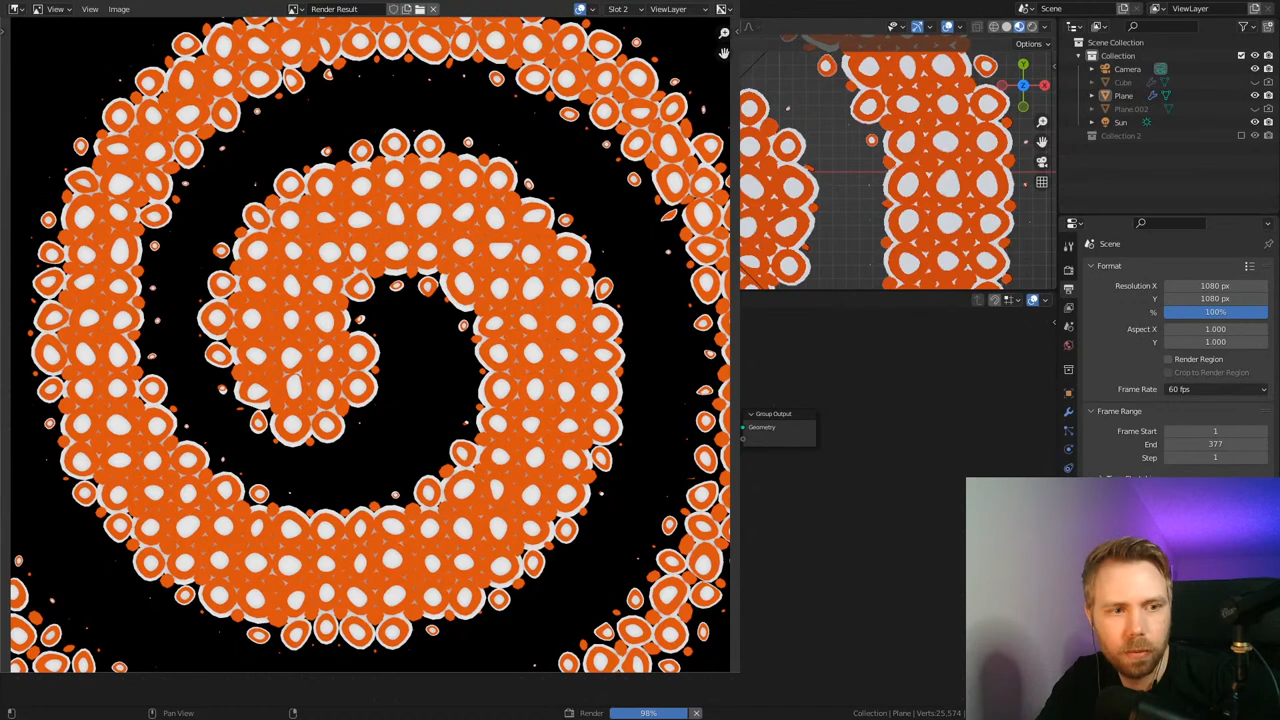 View View Image Render Result Slot 2 ViewLayer
Scene ViewLayer
Options
Y
X
Z
Scene Collection
Collection
Camera
Cube
Plane
Plane.002
Sun
Collection 2
Scene
Format
Resolution X 1080 px
Y 1080 px
% 100%
Aspect X 1.000
Y 1.000
Render Region
Crop to Render Region
Frame Rate 60 fps
Frame Range
Frame Start 1
End 377
Step 1
Group Output
Geometry
Pan View Render 98% Collection | Plane | Verts:25,574